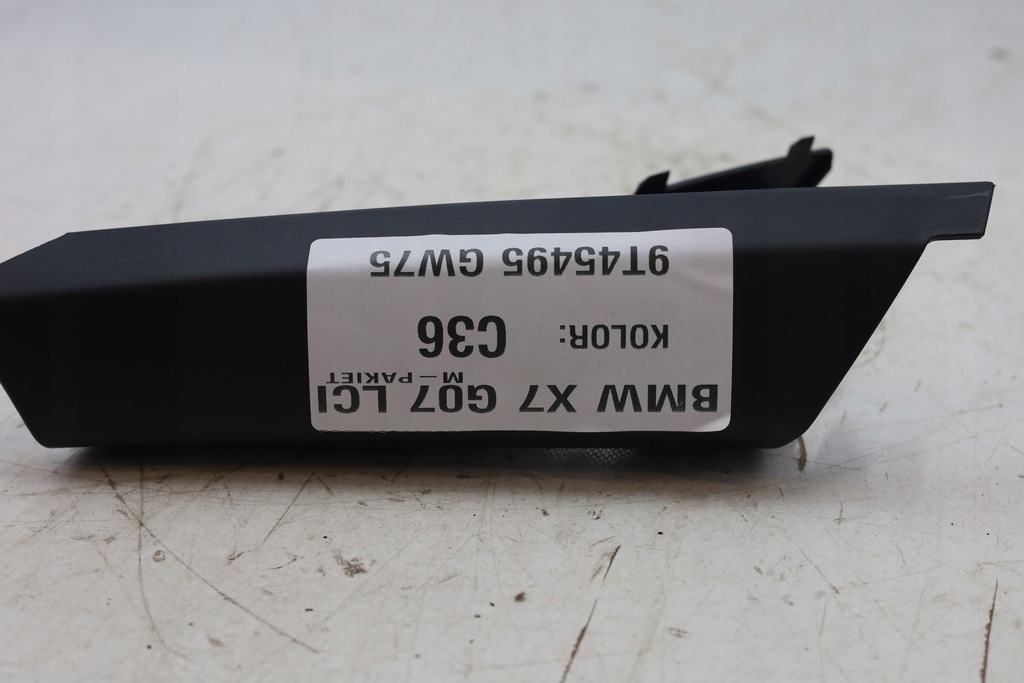 BMW X7 G07 LCI
M-PAKIET
KOLOR: C36
9T45495 GW75